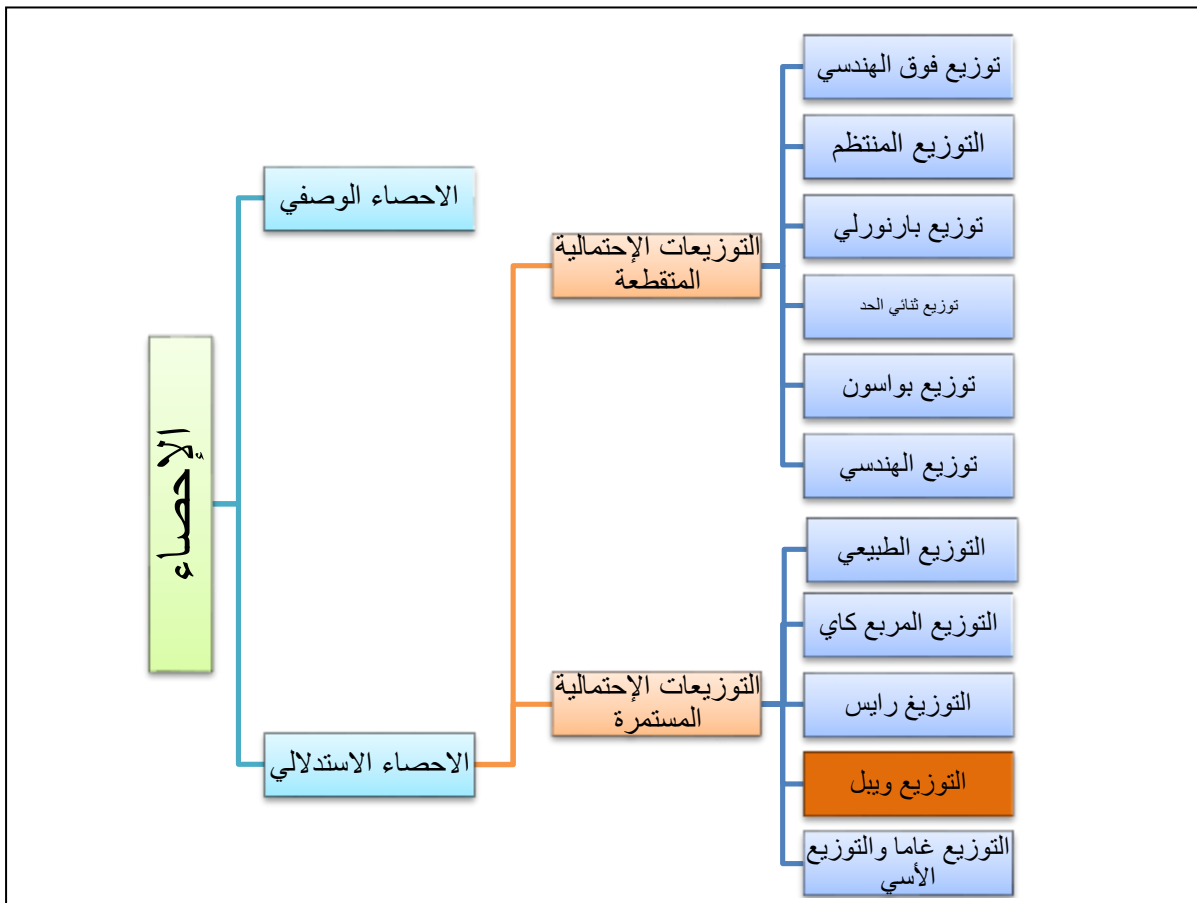 الإحصاء
الاحصاء الوصفي
الاحصاء الاستدلالي
التوزيعات الإحتمالية
المتقطعة
توزيع فوق الهندسي
التوزيع المنتظم
توزيع بارنورلي
توزيع ثنائي الحد
توزيع بواسون
توزيع الهندسي
التوزيعات الإحتمالية
المستمرة
التوزيع الطبيعي
التوزيع المربع كاي
التوزيغ رايس
التوزيع ويبل
التوزيع غاما والتوزيع
الأسي